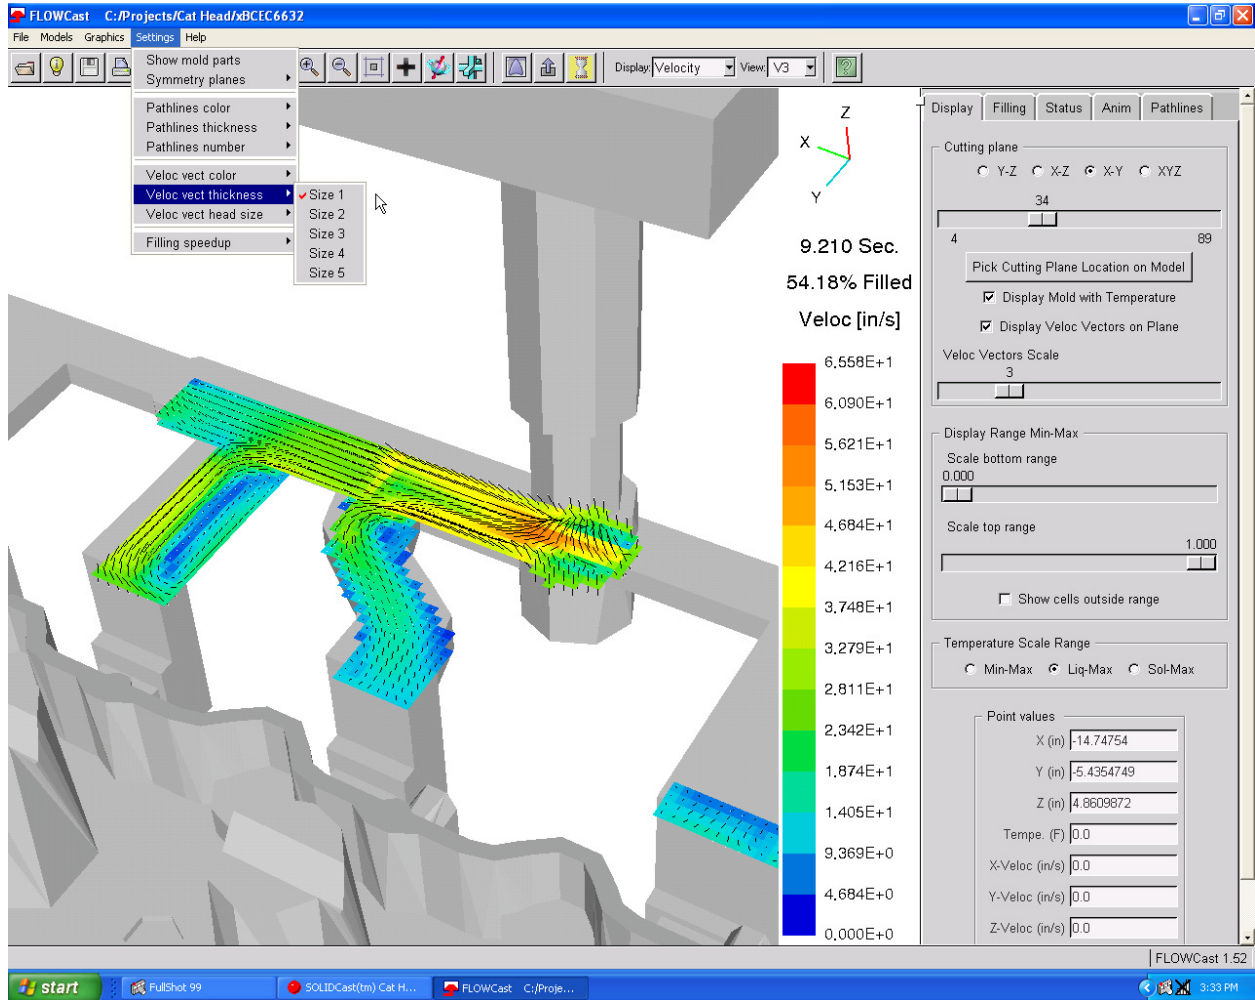 FLOWCast C:/Projects/Cat Head/xBCEC6632
File Models Graphics Settings Help
Show mold parts
Symmetry planes
Pathlines color
Pathlines thickness
Pathlines number
Veloc vect color
Veloc vect thickness
Veloc vect head size
Filling speedup
Size 1
Size 2
Size 3
Size 4
Size 5
Display: Velocity View: V3
Z
X
Y
9.210 Sec.
54.18% Filled
Veloc [in/s]
6.558E+1
6.090E+1
5.621E+1
5.153E+1
4.684E+1
4.216E+1
3.748E+1
3.279E+1
2.811E+1
2.342E+1
1.874E+1
1.405E+1
9.369E+0
4.684E+0
0.000E+0
Display Filling Status Anim Pathlines
Cutting plane
Y-Z X-Z X-Y XYZ
34
4 89
Pick Cutting Plane Location on Model
Display Mold with Temperature
Display Veloc Vectors on Plane
Veloc Vectors Scale
3
Display Range Min-Max
Scale bottom range
0.000
Scale top range
1.000
Show cells outside range
Temperature Scale Range
Min-Max Liq-Max Sol-Max
Point values
X (in) -14.74754
Y (in) -5.4354749
Z (in) 4.8609872
Tempe. (F) 0.0
X-Veloc (in/s) 0.0
Y-Veloc (in/s) 0.0
Z-Veloc (in/s) 0.0
FLOWCast 1.52
start FullShot 99 SOLIDCast(tm) Cat H... FLOWCast C:/Proje... 3:33 PM